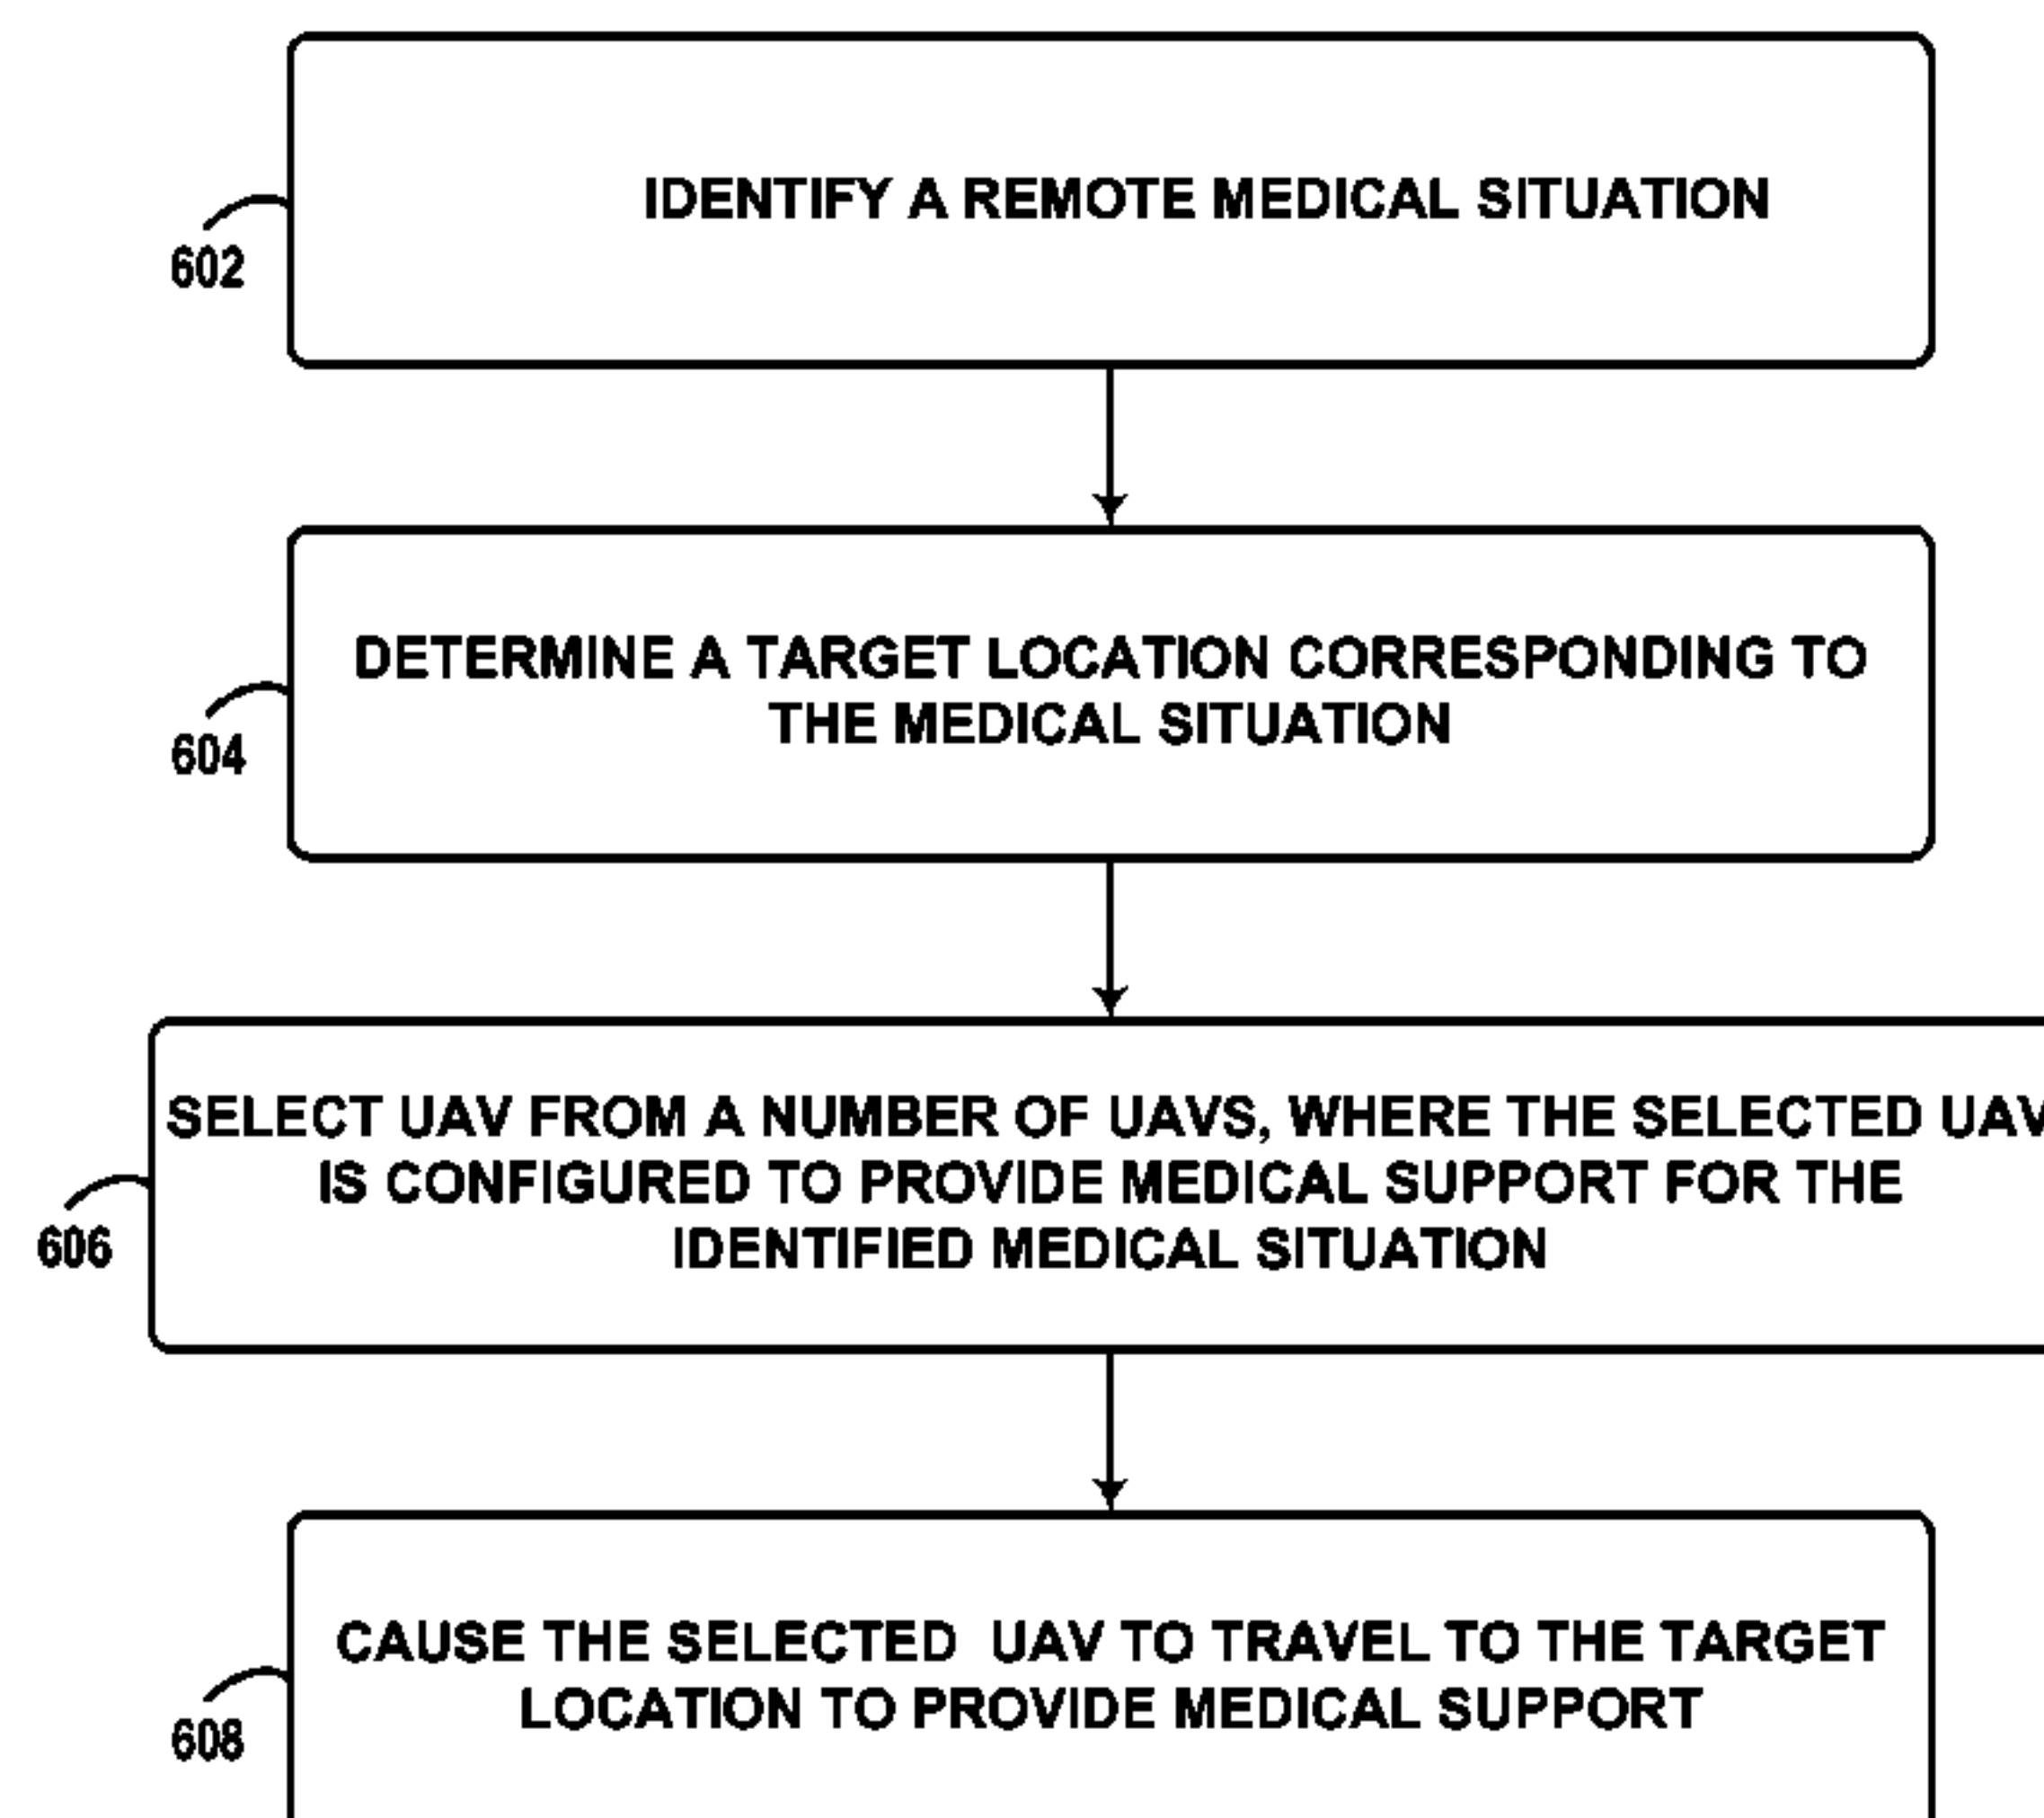 IDENTIFY A REMOTE MEDICAL SITUATION
602
DETERMINE A TARGET LOCATION CORRESPONDING TO
THE MEDICAL SITUATION
604
SELECT UAV FROM A NUMBER OF UAVS, WHERE THE SELECTED UAV
IS CONFIGURED TO PROVIDE MEDICAL SUPPORT FOR THE
IDENTIFIED MEDICAL SITUATION
606
CAUSE THE SELECTED UAV TO TRAVEL TO THE TARGET
LOCATION TO PROVIDE MEDICAL SUPPORT
608